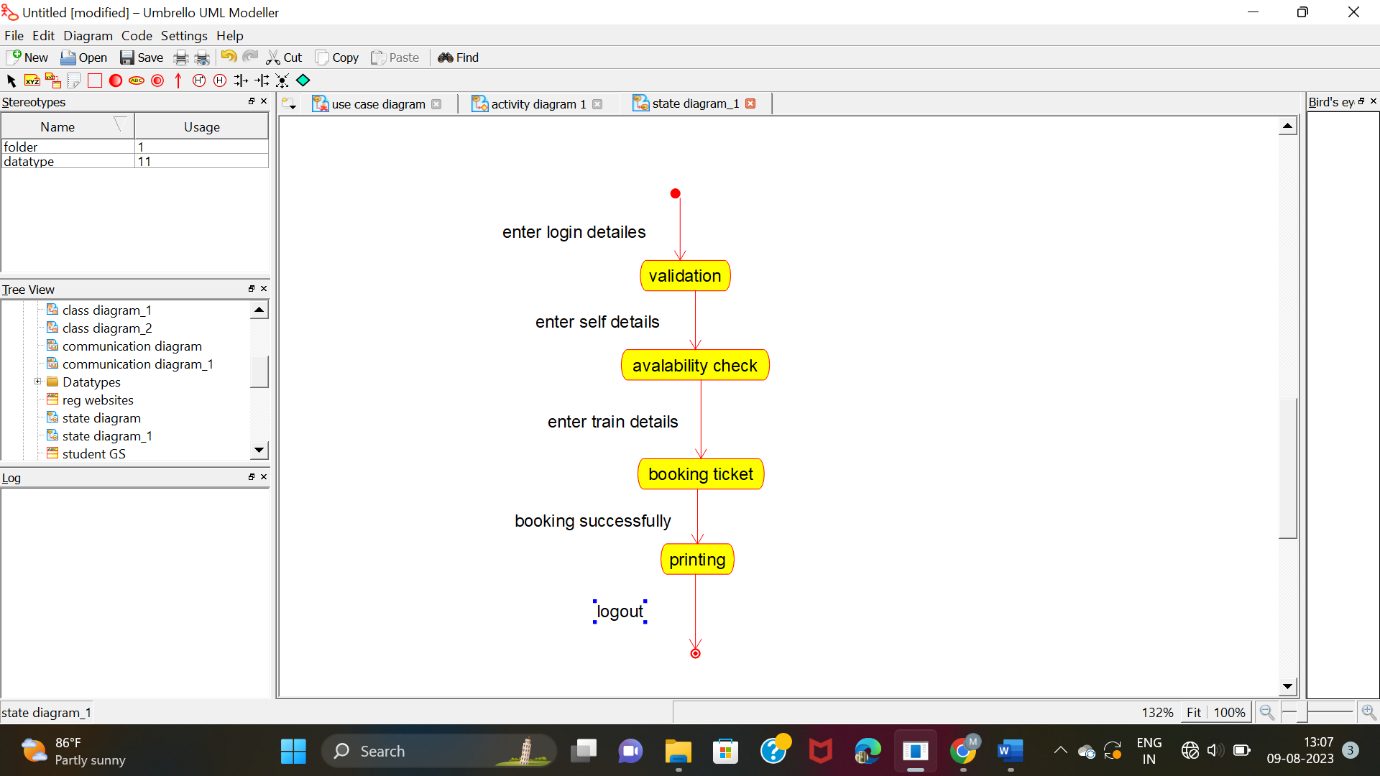 Untitled [modified] – Umbrello UML Modeller
File Edit Diagram Code Settings Help
New Open Save Cut Copy Paste Find
Stereotypes
Name Usage
folder 1
datatype 11
Tree View
class diagram_1
class diagram_2
communication diagram
communication diagram_1
Datatypes
reg websites
state diagram
state diagram_1
student GS
Log
use case diagram activity diagram 1 state diagram_1
Bird's ey
enter login detailes
validation
enter self details
avalability check
enter train details
booking ticket
booking successfully
printing
logout
state diagram_1 132% Fit 100%
86°F
Partly sunny
Search
ENG
IN
13:07
09-08-2023
3